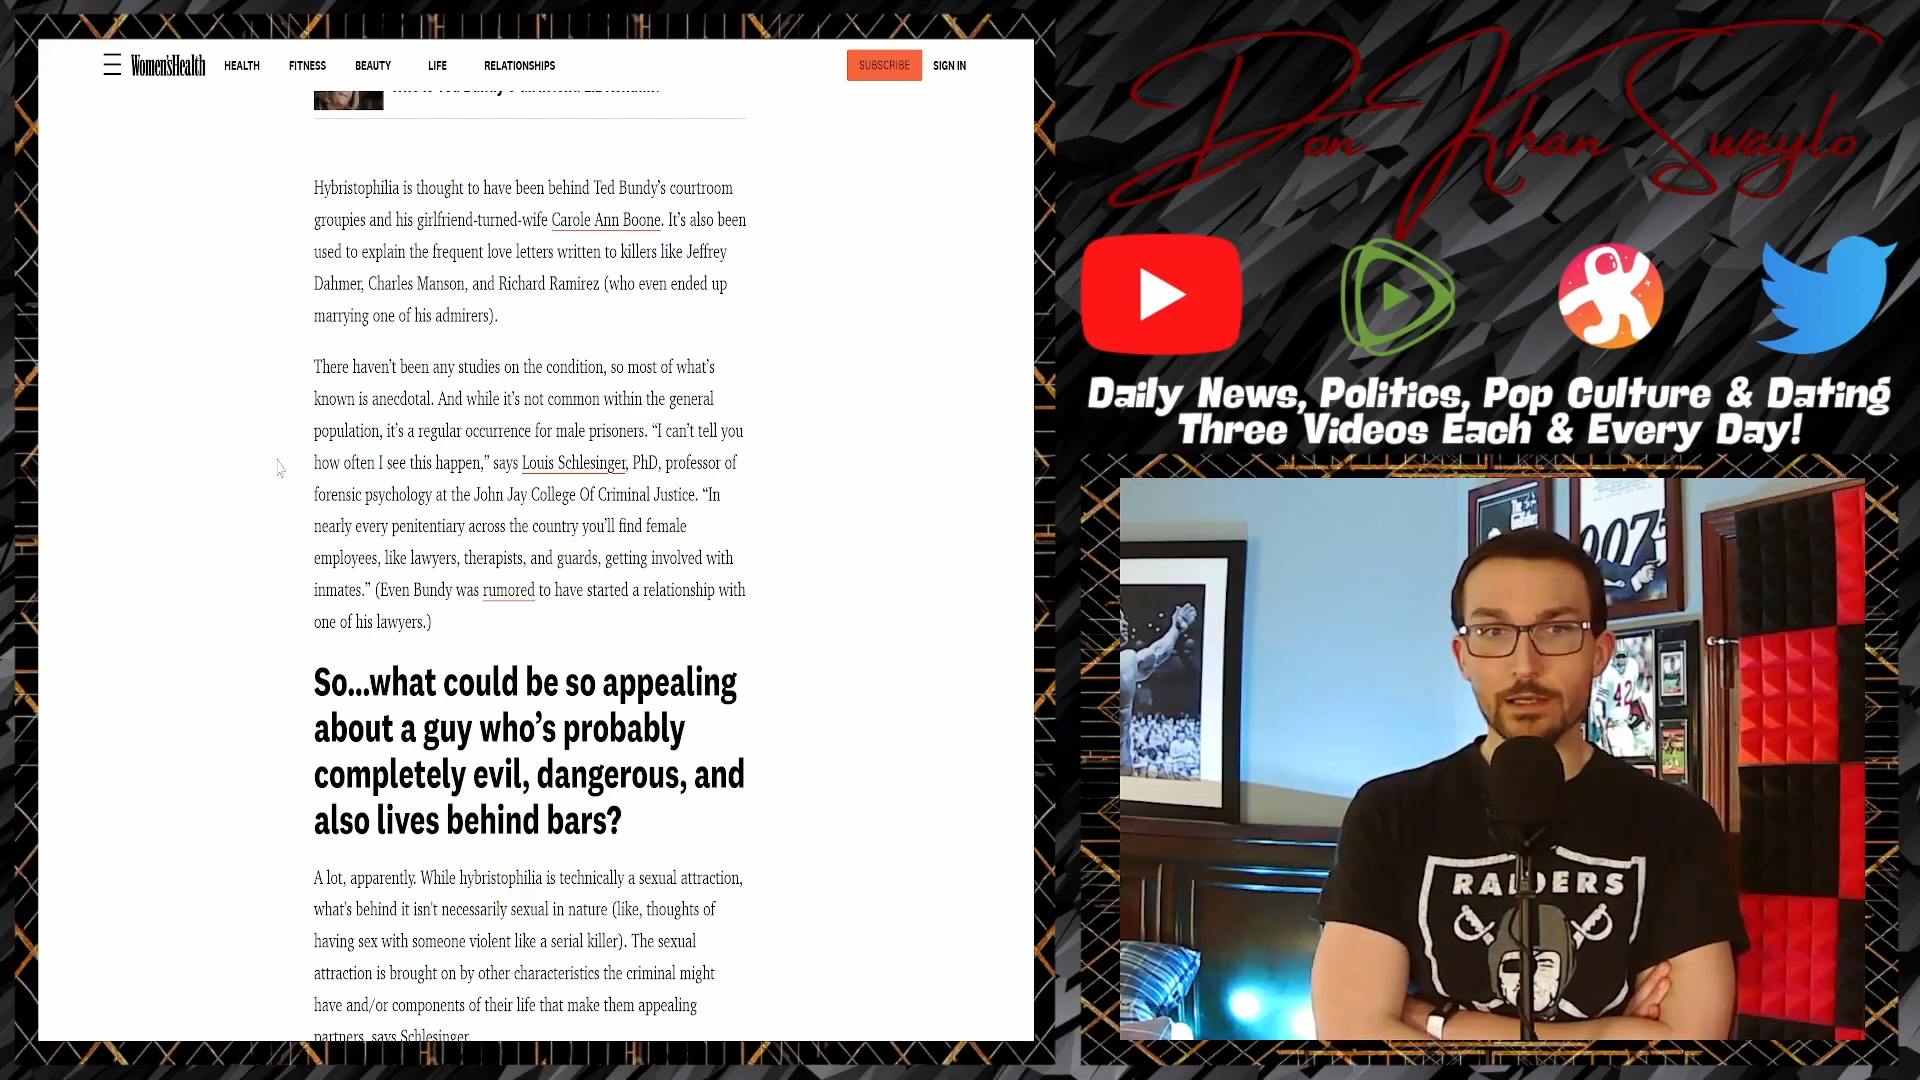 Women'sHealth
HEALTH
FITNESS
BEAUTY
LIFE
RELATIONSHIPS
SUBSCRIBE
SIGN IN
Hybristophilia is thought to have been behind Ted Bundy’s courtroom
groupies and his girlfriend-turned-wife Carole Ann Boone. It’s also been
used to explain the frequent love letters written to killers like Jeffrey
Dahmer, Charles Manson, and Richard Ramirez (who even ended up
marrying one of his admirers).
There haven’t been any studies on the condition, so most of what’s
known is anecdotal. And while it’s not common within the general
population, it’s a regular occurrence for male prisoners. “I can’t tell you
how often I see this happen,” says Louis Schlesinger, PhD, professor of
forensic psychology at the John Jay College Of Criminal Justice. “In
nearly every penitentiary across the country you’ll find female
employees, like lawyers, therapists, and guards, getting involved with
inmates.” (Even Bundy was rumored to have started a relationship with
one of his lawyers.)
So...what could be so appealing
about a guy who’s probably
completely evil, dangerous, and
also lives behind bars?
A lot, apparently. While hybristophilia is technically a sexual attraction,
what's behind it isn't necessarily sexual in nature (like, thoughts of
having sex with someone violent like a serial killer). The sexual
attraction is brought on by other characteristics the criminal might
have and/or components of their life that make them appealing
partners, says Schlesinger.
Don Khan Swaylo
Daily News, Politics, Pop Culture & Dating
Three Videos Each & Every Day!
007
42
RAIDERS